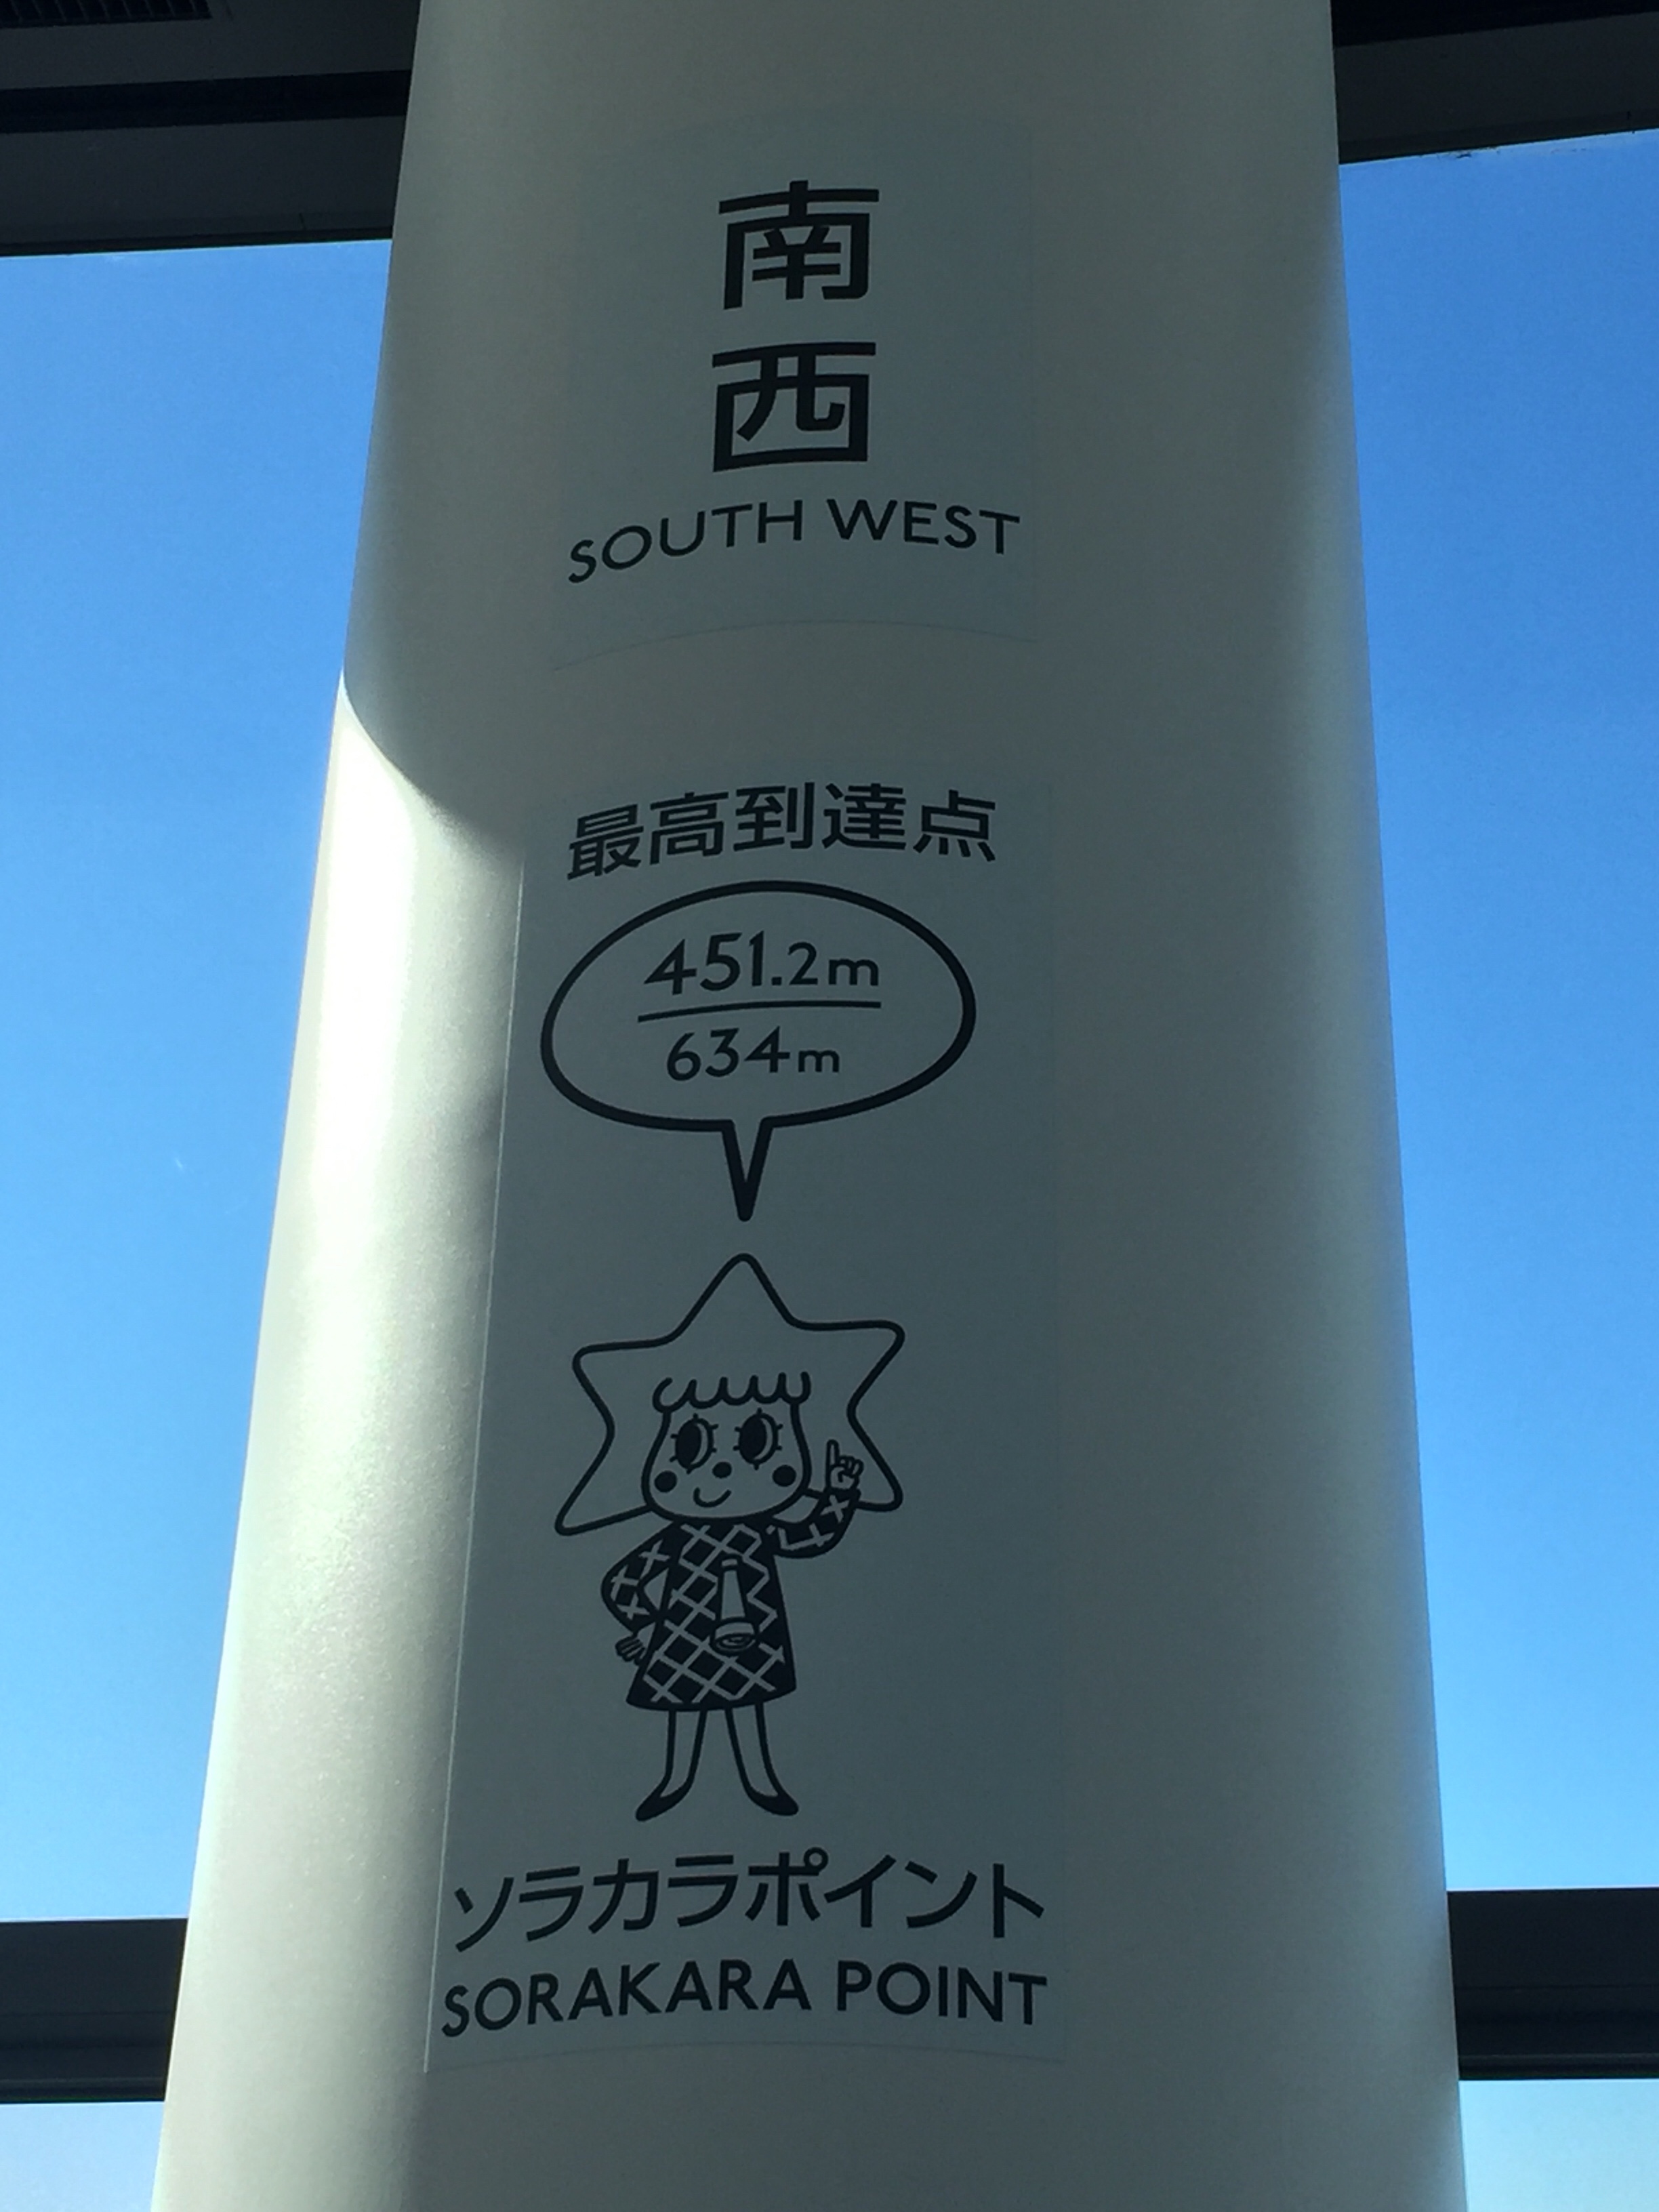 南
西
SOUTH WEST
最高到達点
451.2m
634m
ソラカラポイント
SORAKARA POINT